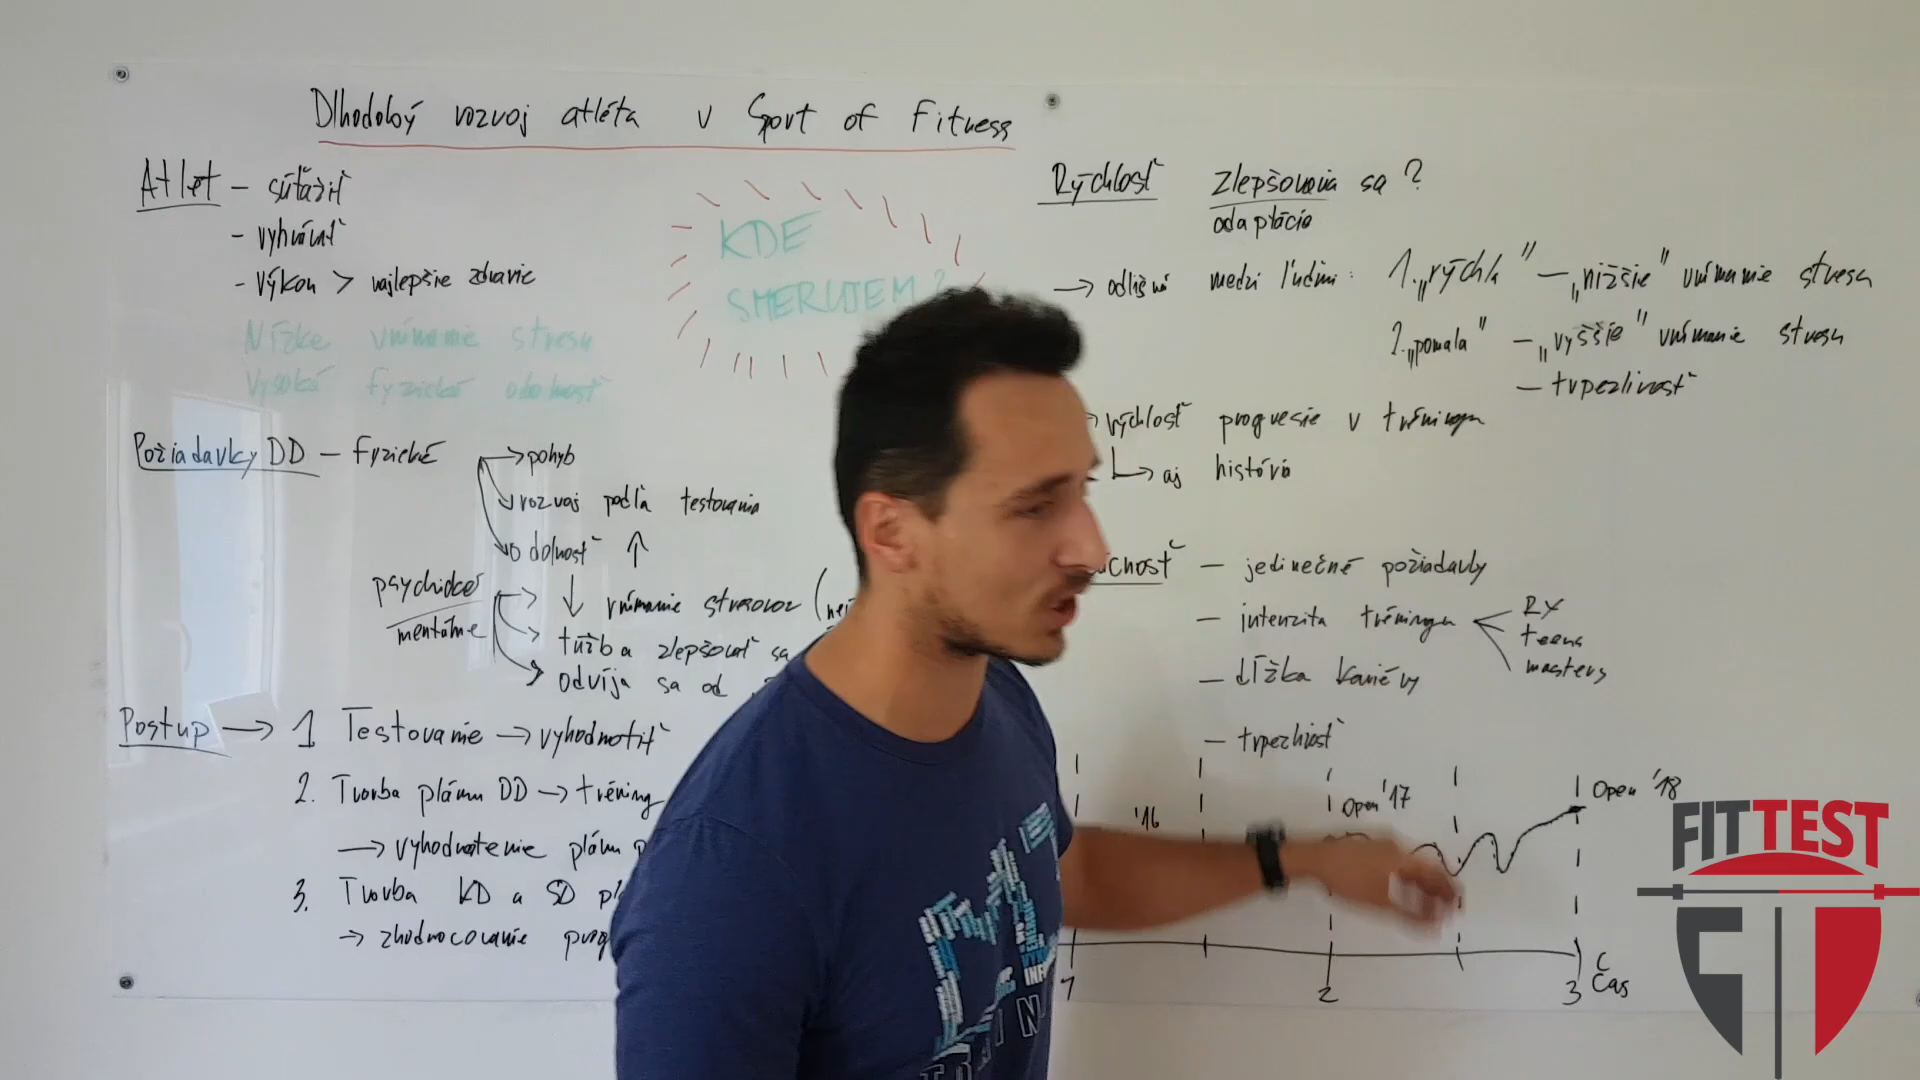 Dlhodobý rozvoj atléta v Sport of Fitness
Atlét – súťažiť
- vyhrávať
- výkon > najlepšie zdravie
Nízke vnímanie stresu
Vysoká fyzická odolnosť
KDE
SMERUJEM?
Požiadavky DD – fyzické
→ pohyb
rozvoj podľa testovania
odolnosť ↑
psychické
mentálne
→ ↓ vnímanie stresorov (
→ túžba zlepšovať sa
odvíja sa od
Postup → 1 Testovanie → vyhodnotiť
2. Tvorba plánu DD → tréning
→ vyhodnotenie plánu
3. Tvorba KD a SD
→ zhodnocovanie
Rýchlosť zlepšovania sa?
adaptácia
→ odlišná medzi ľuďmi: 1. „rýchla" – „nižšie" vnímanie stresu
2. „pomala" – „vyššie" vnímanie stresu
– trpezlivosť
rýchlosť progresie v tréningu
→ aj história
– jedinečné požiadavky
– intenzita tréningu
RX
teens
masters
– dĺžka kariéry
– trpezlivosť
'16
Open '17
Open '18
1
2
3
Čas
FITTEST